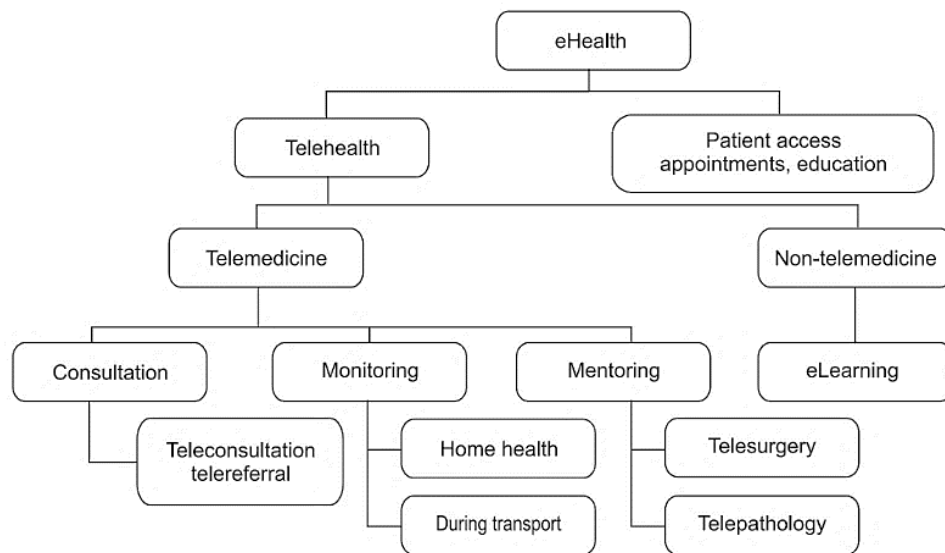 eHealth
Telehealth
Patient access
appointments, education
Telemedicine
Non-telemedicine
Consultation
Monitoring
Mentoring
eLearning
Teleconsultation
telereferral
Home health
Telesurgery
During transport
Telepathology